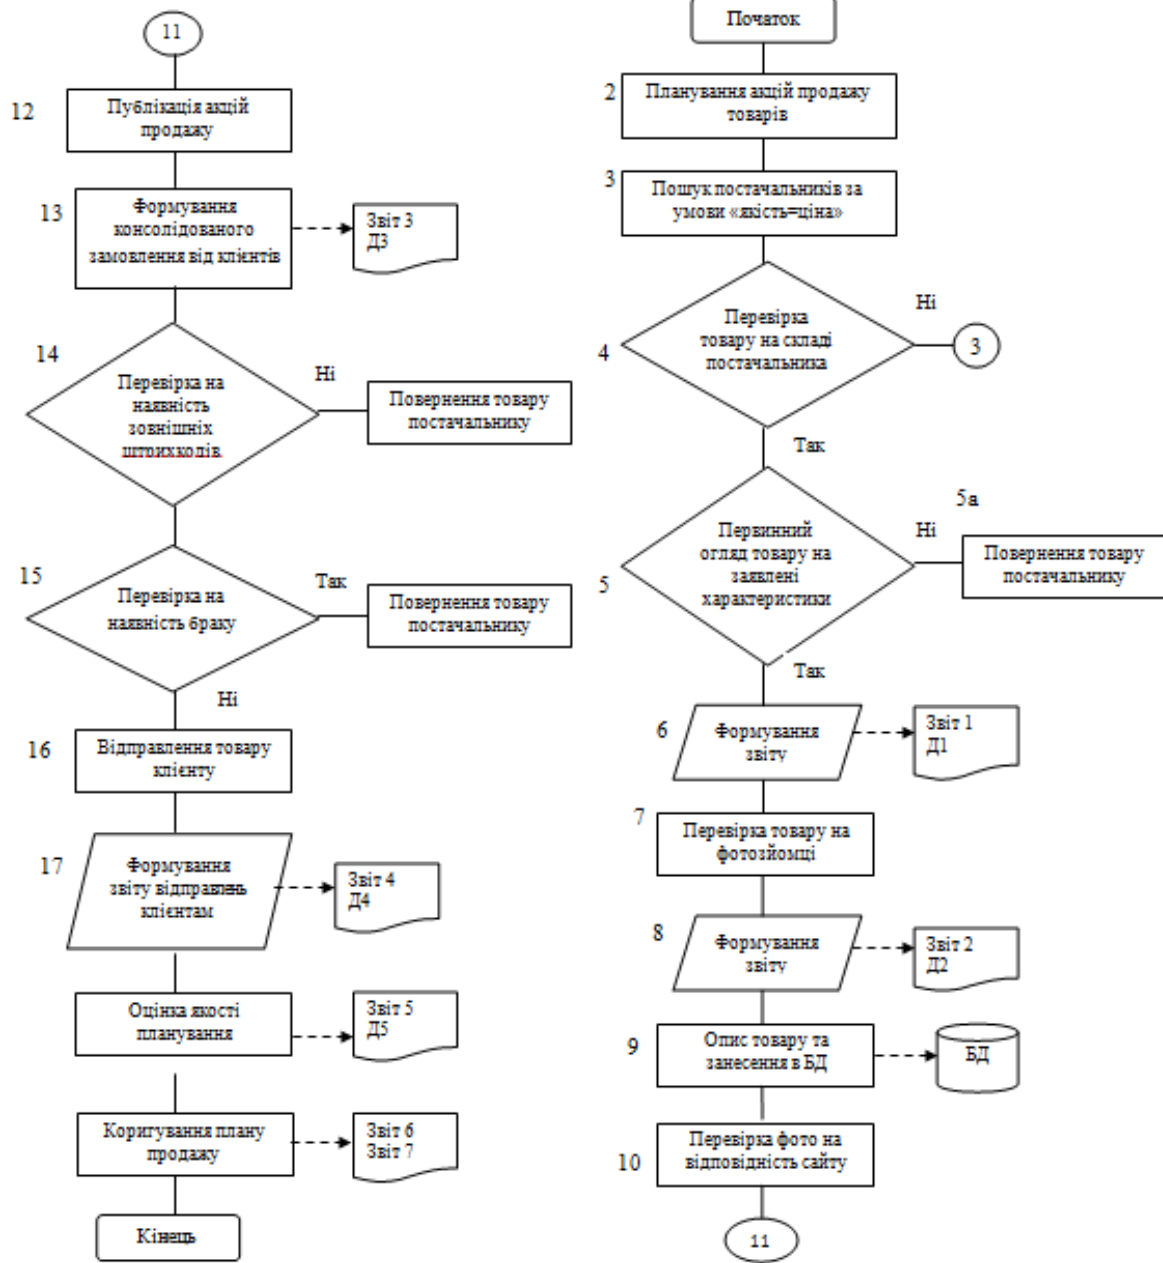 11
12
Публікація акцій
продажу
13
Формування
консолідованого
замовлення від клієнтів
Звіт 3
Д3
14
Перевірка на
наявність
зовнішніх
штрихкодів
Ні
Повернення товару
постачальнику
15
Перевірка на
наявність браку
Так
Повернення товару
постачальнику
Ні
16
Відправлення товару
клієнту
17
Формування
звіту відправлень
клієнтам
Звіт 4
Д4
Оцінка якості
планування
Звіт 5
Д5
Коригування плану
продажу
Звіт 6
Звіт 7
Кінець
Початок
2
Планування акцій продажу
товарів
3
Пошук постачальників за
умови «якість=ціна»
4
Перевірка
товару на складі
постачальника
Ні
3
Так
5
Первинний
огляд товару на
заявлені
характеристики
Ні
5а
Повернення товару
постачальнику
Так
6
Формування
звіту
Звіт 1
Д1
7
Перевірка товару на
фотозйомці
8
Формування
звіту
Звіт 2
Д2
9
Опис товару та
занесення в БД
БД
10
Перевірка фото на
відповідність сайту
11